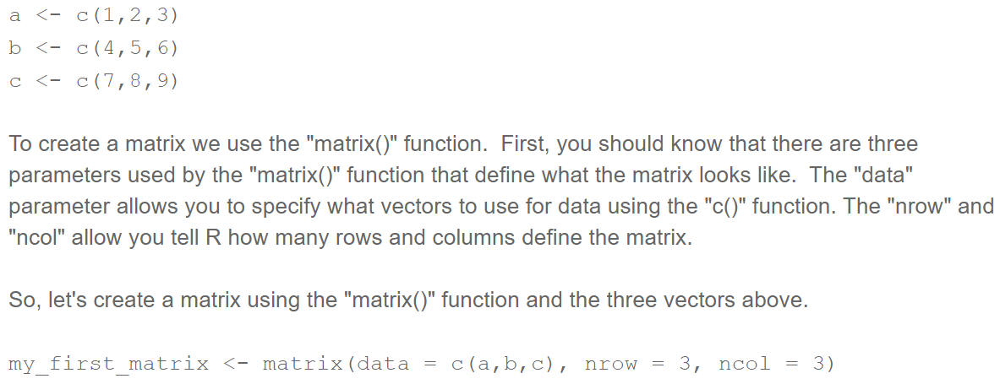 a <- c(1,2,3)
b <- c(4,5,6)
c <- c(7,8,9)
To create a matrix we use the "matrix()" function.  First, you should know that there are three
parameters used by the "matrix()" function that define what the matrix looks like.  The "data"
parameter allows you to specify what vectors to use for data using the "c()" function. The "nrow" and
"ncol" allow you tell R how many rows and columns define the matrix.
So, let's create a matrix using the "matrix()" function and the three vectors above.
my_first_matrix <- matrix(data = c(a,b,c), nrow = 3, ncol = 3)